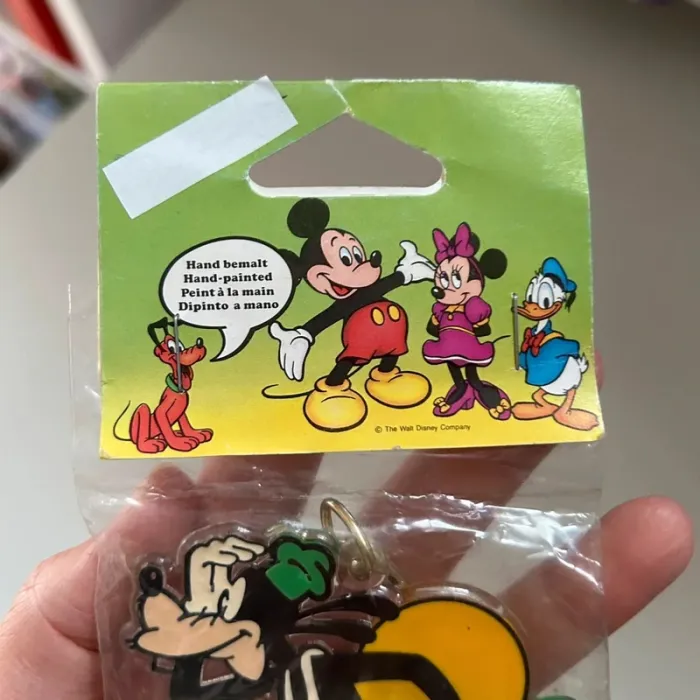 Hand bemalt
Hand-painted
Peint à la main
Dipinto a mano
© The Walt Disney Company